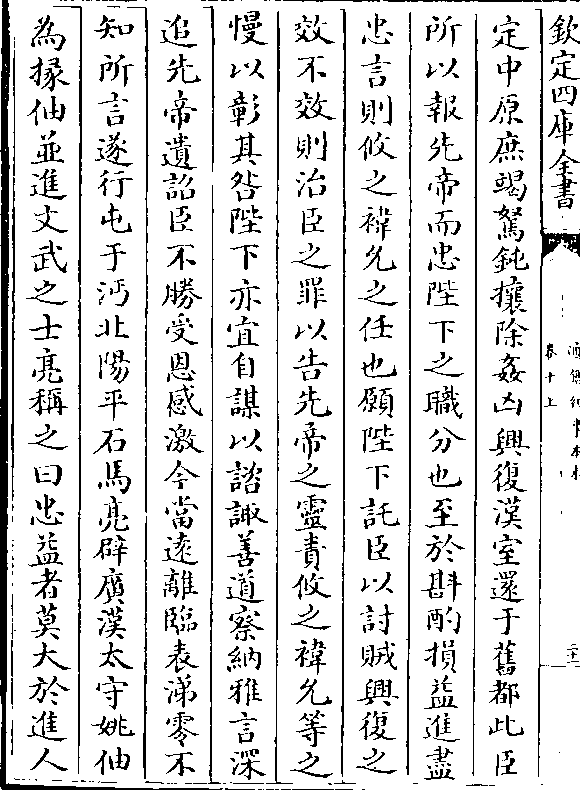 欽定四庫全書
通鑑紀事本末
卷十上
定中原庶竭駑鈍攘除姦凶興復漢室還于舊都此臣
所以報先帝而忠陛下之職分也至於斟酌損益進盡
忠言則攸之禕允之任也願陛下託臣以討賊興復之
效不效則治臣之罪以告先帝之靈責攸之禕允等之
慢以彰其咎陛下亦宜自謀以諮諏善道察納雅言深
追先帝遺詔臣不勝受恩感激今當遠離臨表涕零不
知所言遂行屯于沔北陽平石馬亮辟廣漢太守姚伷
為掾伷並進文武之士亮稱之曰忠益者莫大於進人